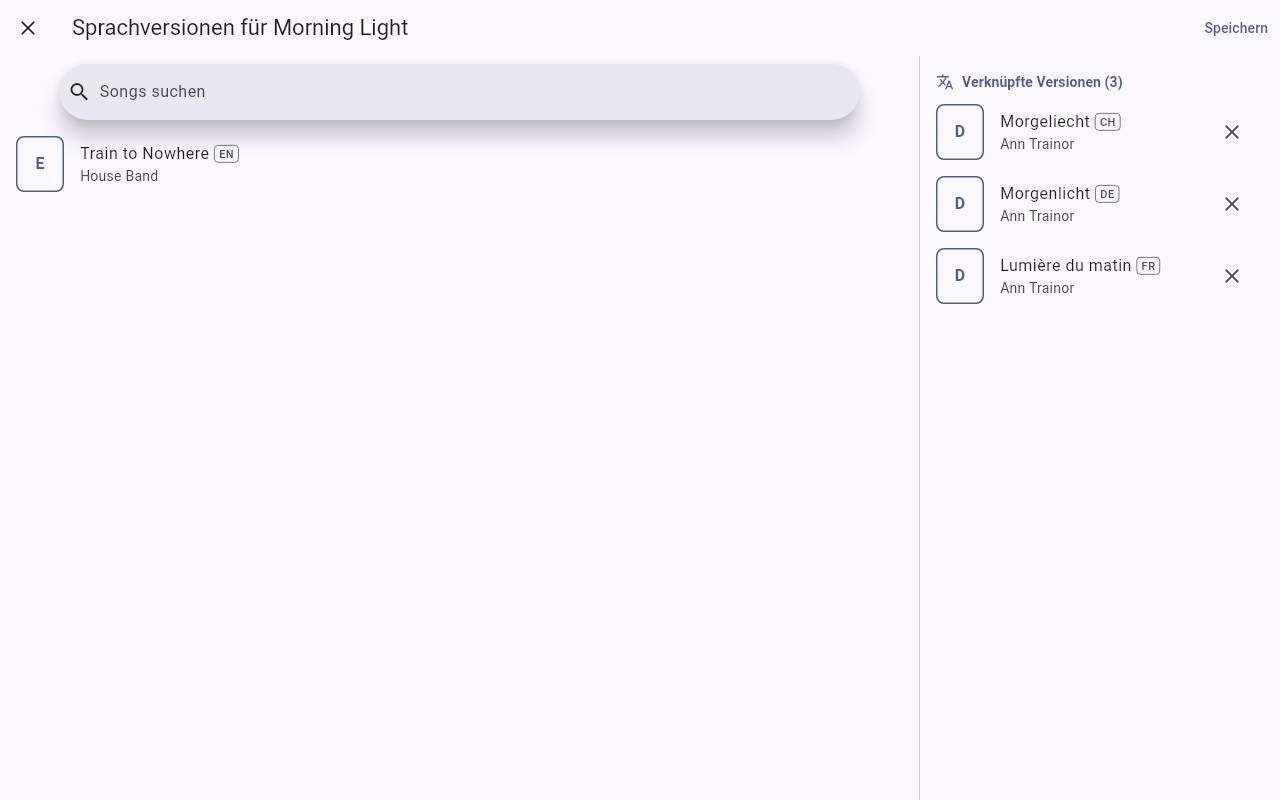 Sprachversionen für Morning Light
Speichern
Songs suchen
E
Train to Nowhere EN
House Band
Verknüpfte Versionen (3)
D
Morgeliecht CH
Ann Trainor
D
Morgenlicht DE
Ann Trainor
D
Lumière du matin FR
Ann Trainor